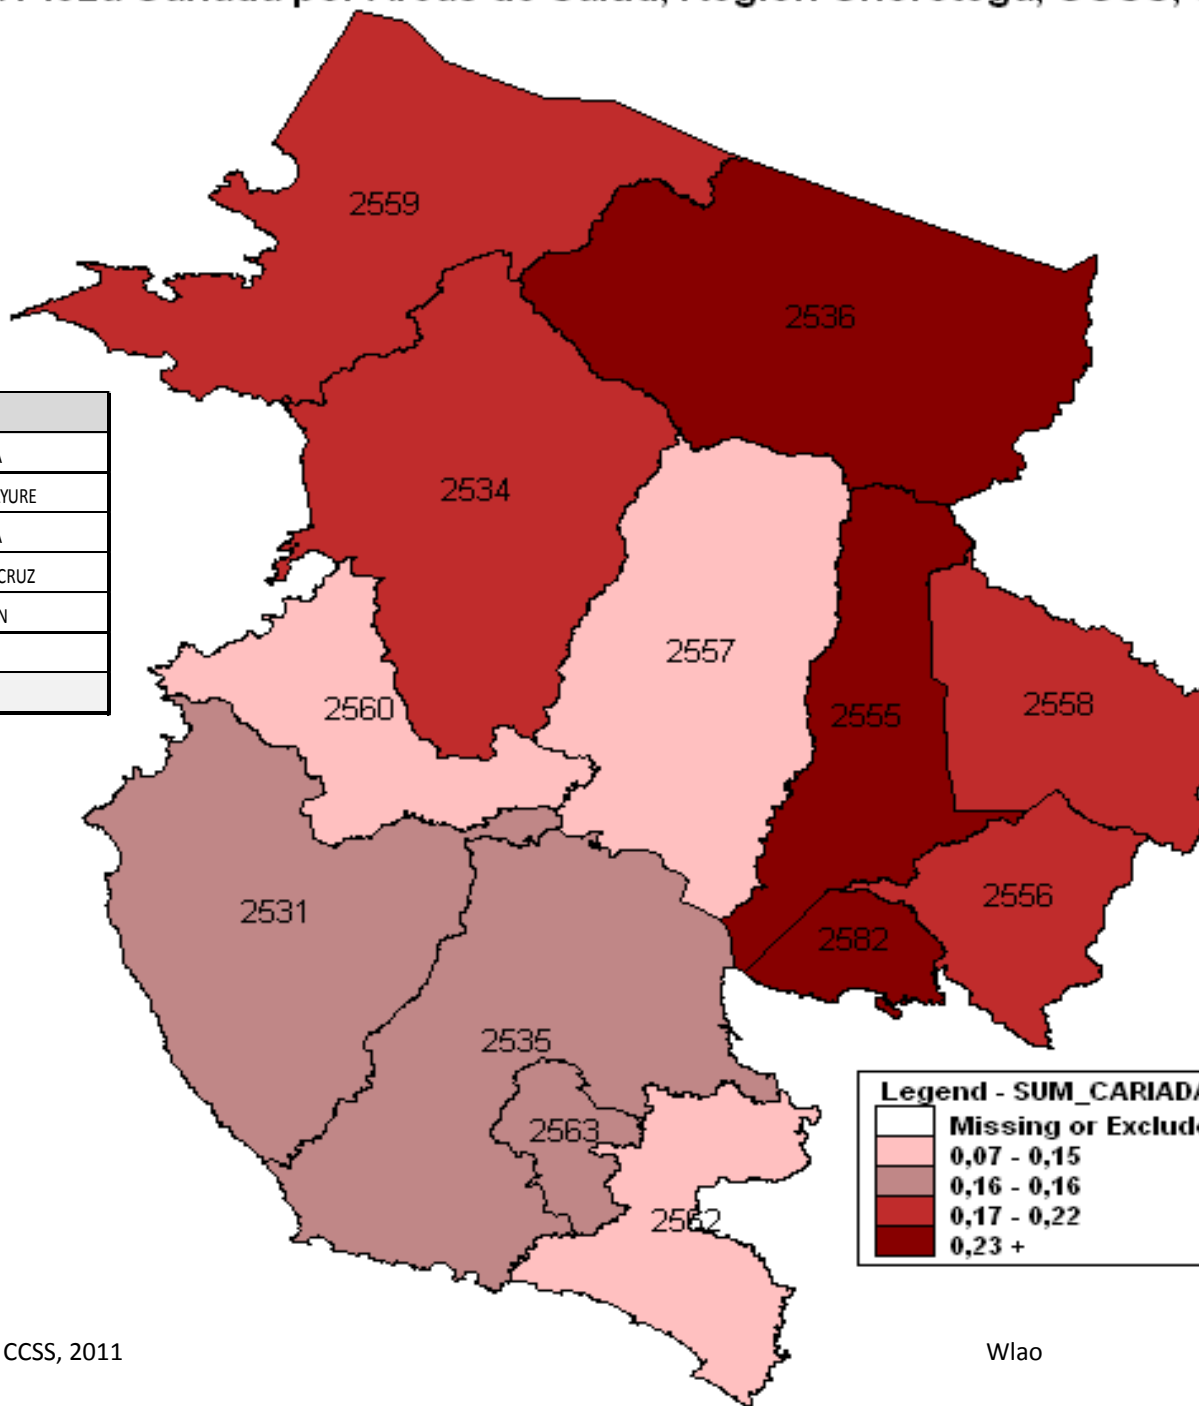 2559
2536
2534
YURE
CRUZ
2557
2560
2555
2558
2556
2531
2582
2535
2563
2562
Legend - SUM_CARIADA
Missing or Exclude
0,07 - 0,15
0,16 - 0,16
0,17 - 0,22
0,23 +
CCSS, 2011
Wlao